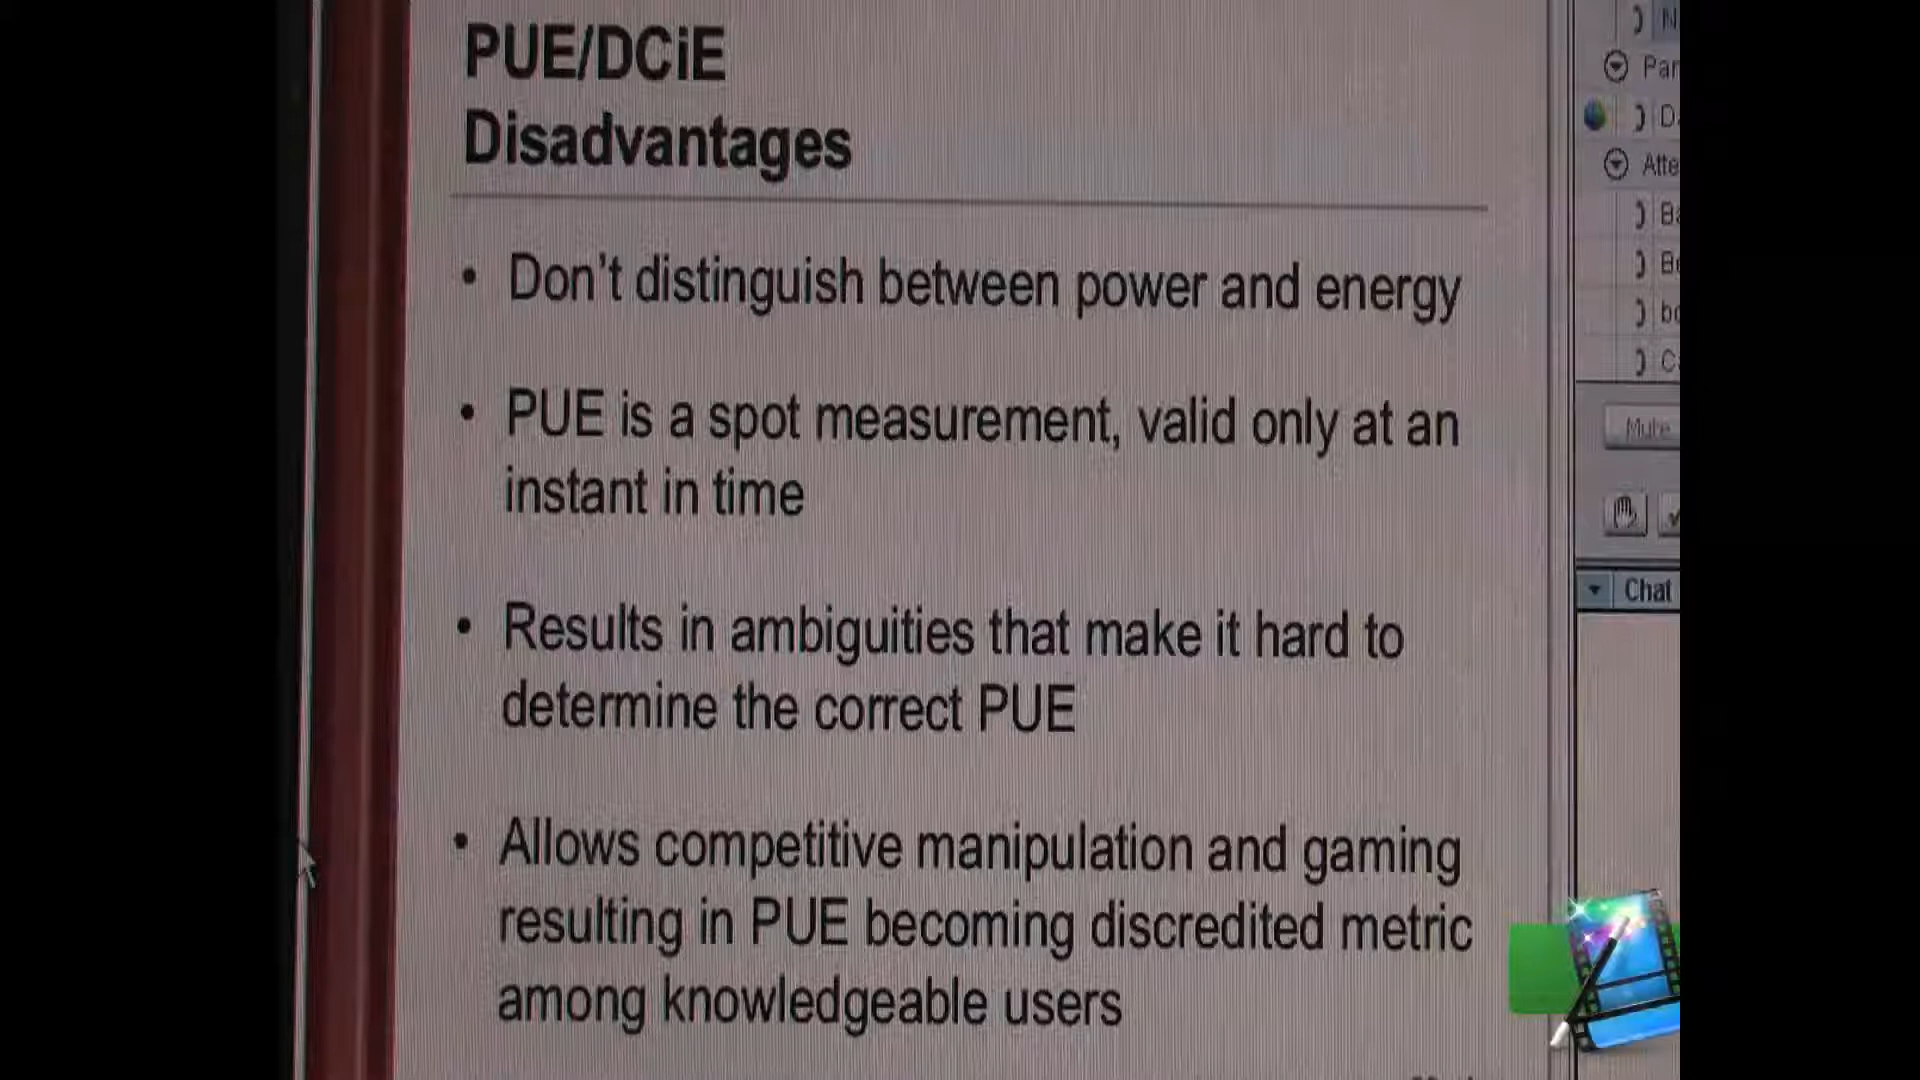 PUE/DCiE
Disadvantages
• Don't distinguish between power and energy
• PUE is a spot measurement, valid only at an
instant in time
• Results in ambiguities that make it hard to
determine the correct PUE
• Allows competitive manipulation and gaming
resulting in PUE becoming discredited metric
among knowledgeable users
Mute
Chat